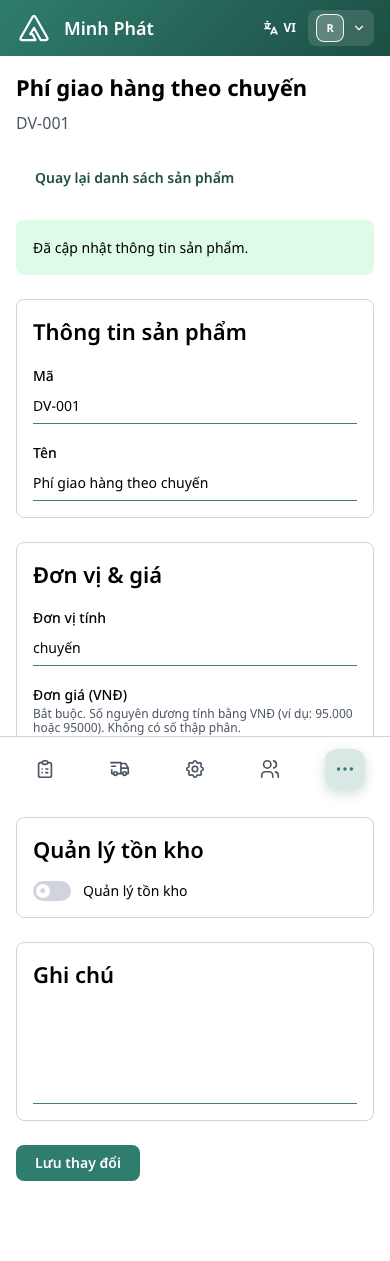 Minh Phát
VI
R
Phí giao hàng theo chuyến
DV-001
Quay lại danh sách sản phẩm
Đã cập nhật thông tin sản phẩm.
Thông tin sản phẩm
Mã
DV-001
Tên
Phí giao hàng theo chuyến
Đơn vị & giá
Đơn vị tính
chuyến
Đơn giá (VNĐ)
Bắt buộc. Số nguyên dương tính bằng VNĐ (ví dụ: 95.000
hoặc 95000). Không có số thập phân.
Quản lý tồn kho
Quản lý tồn kho
Ghi chú
Lưu thay đổi